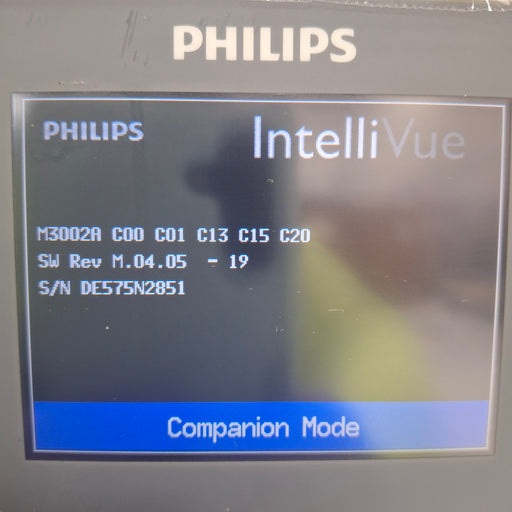 PHILIPS
PHILIPS IntelliVue
M3002A C00 C01 C13 C15 C20
SW Rev M.04.05 - 19
S/N DE575N2851
Companion Mode